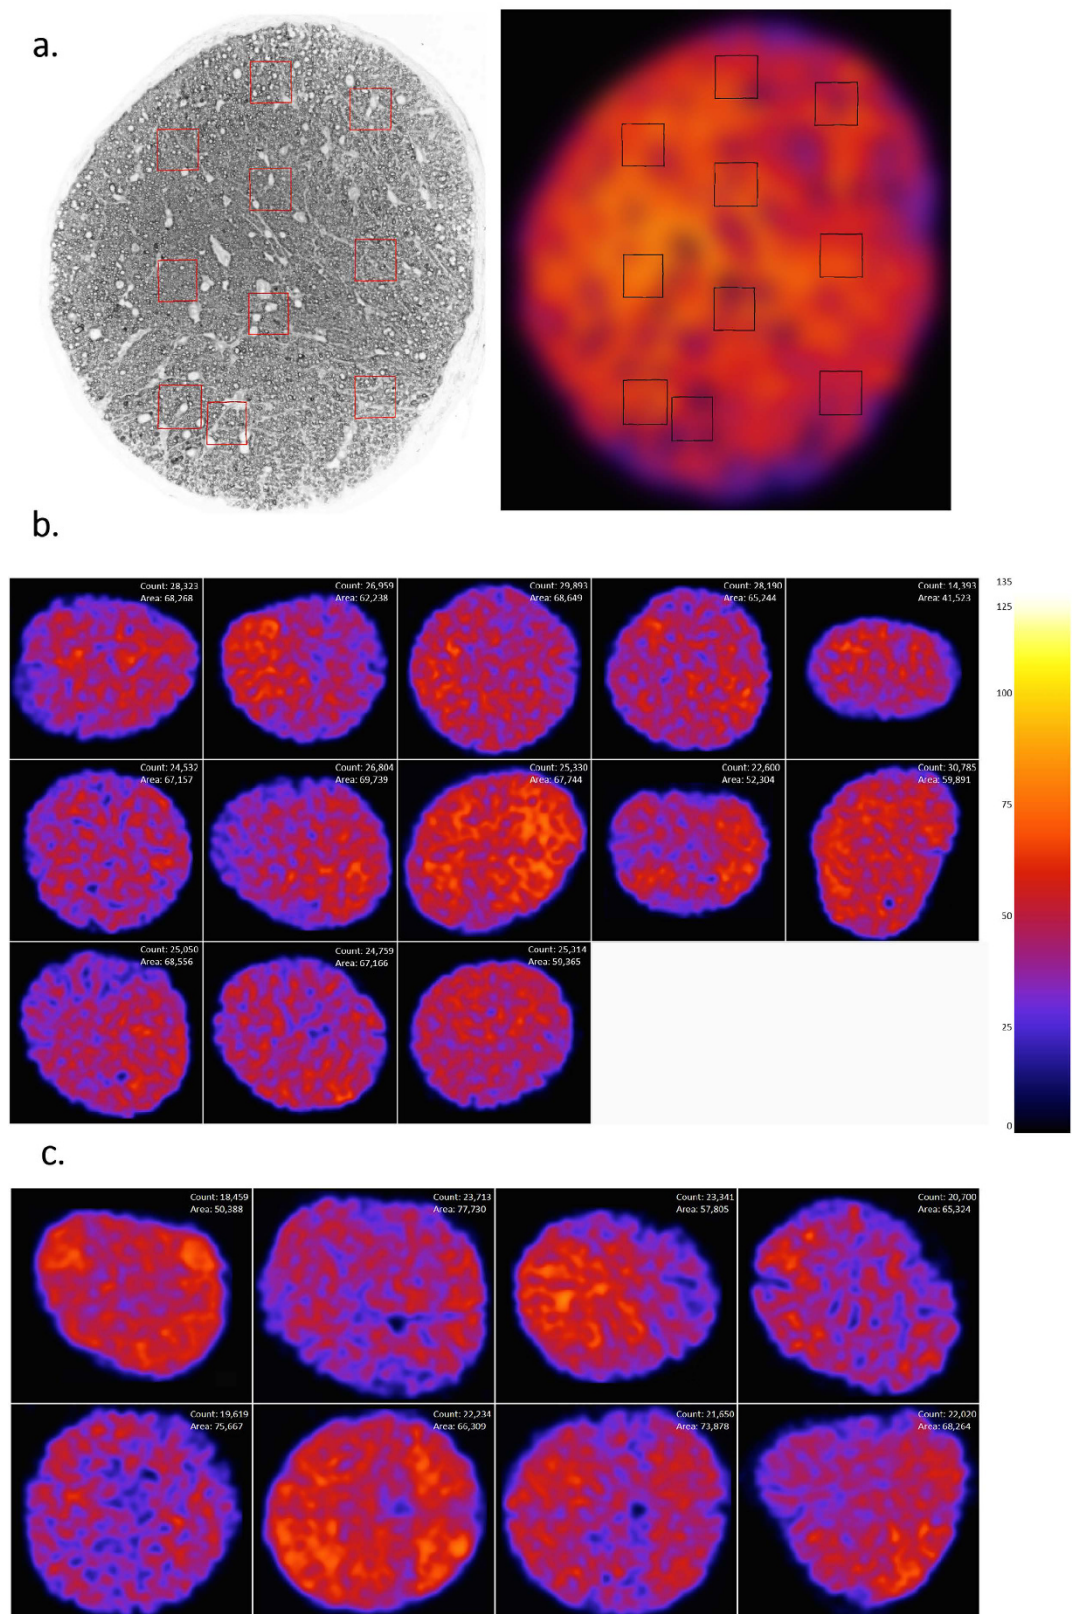 a.
b.
Count: 28,323
Area: 68,268
Count: 26,959
Area: 62,238
Count: 29,893
Area: 68,649
Count: 28,190
Area: 65,244
Count: 14,393
Area: 41,523
Count: 24,532
Area: 67,157
Count: 26,804
Area: 69,739
Count: 25,330
Area: 67,744
Count: 22,600
Area: 52,304
Count: 30,785
Area: 59,891
Count: 25,050
Area: 68,556
Count: 24,759
Area: 67,166
Count: 25,314
Area: 59,365
135
125
100
75
50
25
0
c.
Count: 18,459
Area: 50,388
Count: 23,713
Area: 77,730
Count: 23,341
Area: 57,805
Count: 20,700
Area: 65,324
Count: 19,619
Area: 75,667
Count: 22,234
Area: 66,309
Count: 21,650
Area: 73,878
Count: 22,020
Area: 68,264